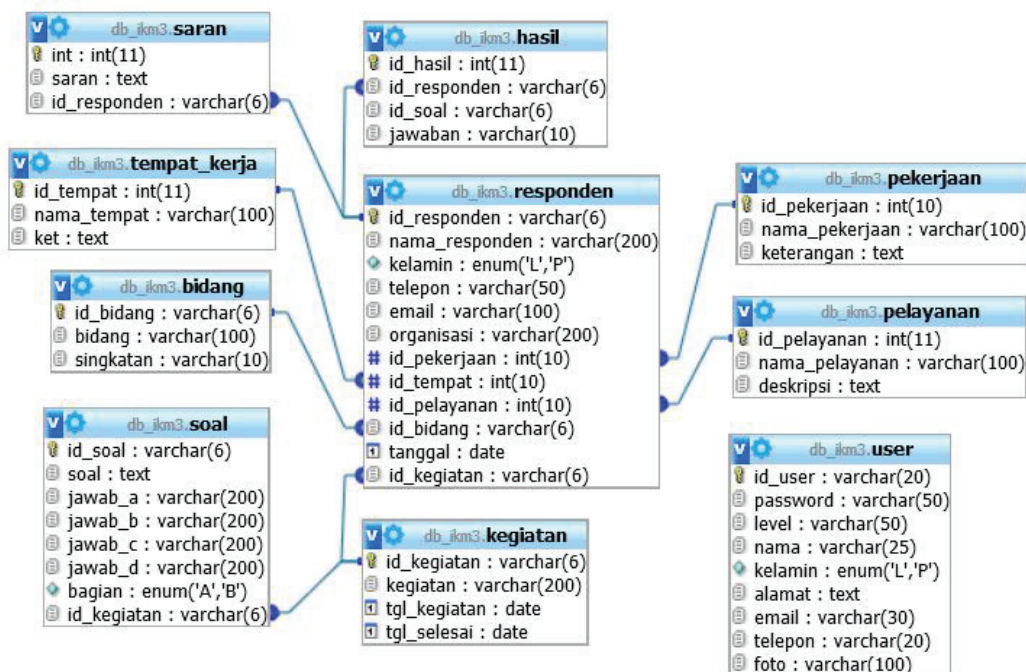 db_ikm3.saran
int : int(11)
saran : text
id_responden : varchar(6)
db_ikm3.hasil
id_hasil : int(11)
id_responden : varchar(6)
id_soal : varchar(6)
jawaban : varchar(10)
db_ikm3.tempat_kerja
id_tempat : int(11)
nama_tempat : varchar(100)
ket : text
db_ikm3.responden
id_responden : varchar(6)
nama_responden : varchar(200)
kelamin : enum('L','P')
telepon : varchar(50)
email : varchar(100)
organisasi : varchar(200)
# id_pekerjaan : int(10)
# id_tempat : int(10)
# id_pelayanan : int(10)
id_bidang : varchar(6)
tanggal : date
id_kegiatan : varchar(6)
db_ikm3.pekerjaan
id_pekerjaan : int(10)
nama_pekerjaan : varchar(100)
keterangan : text
db_ikm3.bidang
id_bidang : varchar(6)
bidang : varchar(100)
singkatan : varchar(10)
db_ikm3.pelayanan
id_pelayanan : int(11)
nama_pelayanan : varchar(100)
deskripsi : text
db_ikm3.soal
id_soal : varchar(6)
soal : text
jawab_a : varchar(200)
jawab_b : varchar(200)
jawab_c : varchar(200)
jawab_d : varchar(200)
bagian : enum('A','B')
id_kegiatan : varchar(6)
db_ikm3.kegiatan
id_kegiatan : varchar(6)
kegiatan : varchar(200)
tgl_kegiatan : date
tgl_selesai : date
db_ikm3.user
id_user : varchar(20)
password : varchar(50)
level : varchar(50)
nama : varchar(25)
kelamin : enum('L','P')
alamat : text
email : varchar(30)
telepon : varchar(20)
foto : varchar(100)